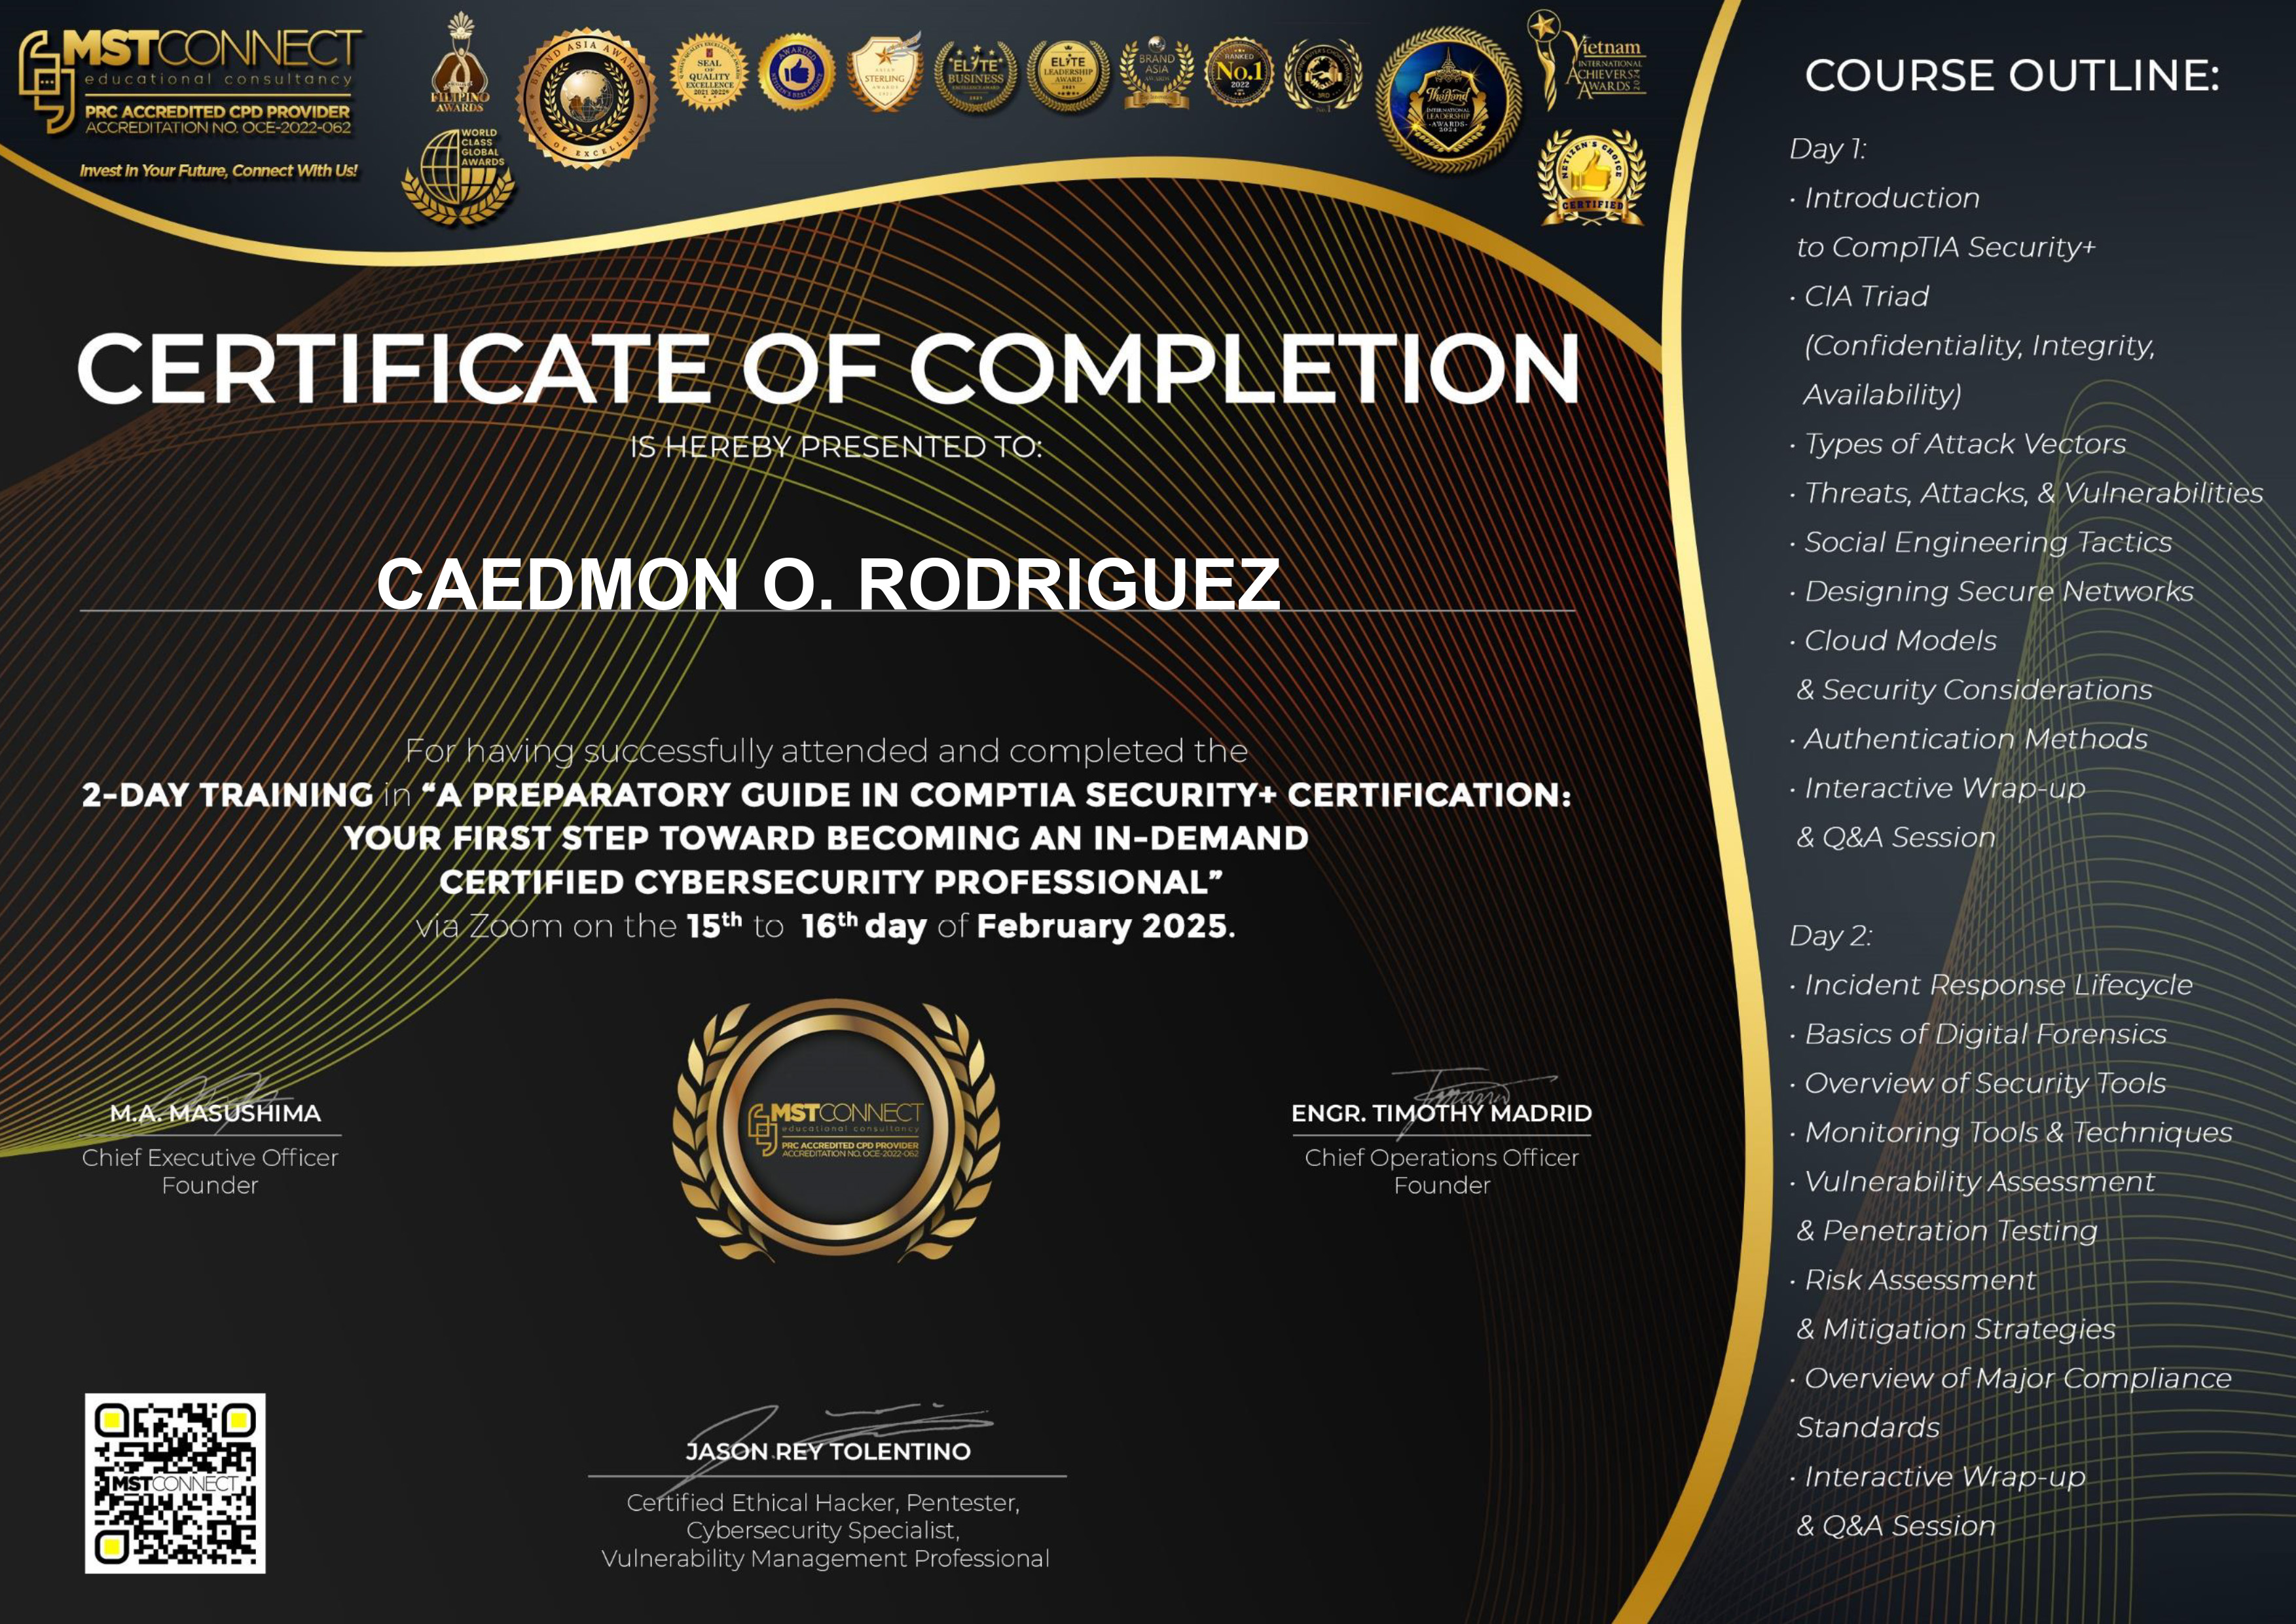 MSTCONNECT
educational consultancy
PRC ACCREDITED CPD PROVIDER
ACCREDITATION NO. OCE-2022-062
Invest In Your Future, Connect With Us!
FILIPINO
AWARDS
WORLD
CLASS
GLOBAL
AWARDS
BRAND ASIA AWARDS
SEAL OF EXCELLENCE
SEAL
OF
QUALITY
EXCELLENCE
AWARDED
ASIAN
STERLING
AWARDS
ELITE
BUSINESS
EXCELLENCE AWARD
2021
ELITE
LEADERSHIP
AWARD
2021
BRAND
ASIA
AWARDS
RANKED
No.1
2022
Thailand
INTERNATIONAL
LEADERSHIP
-AWARDS-
2024
Vietnam
INTERNATIONAL
ACHIEVERS
AWARDS
NETIZEN'S CHOICE
CERTIFIED
CERTIFICATE OF COMPLETION
IS HEREBY PRESENTED TO:
CAEDMON O. RODRIGUEZ
For having successfully attended and completed the
2-DAY TRAINING in “A PREPARATORY GUIDE IN COMPTIA SECURITY+ CERTIFICATION:
YOUR FIRST STEP TOWARD BECOMING AN IN-DEMAND
CERTIFIED CYBERSECURITY PROFESSIONAL”
via Zoom on the 15th to 16th day of February 2025.
M.A. MASUSHIMA
Chief Executive Officer
Founder
MSTCONNECT
educational consultancy
PRC ACCREDITED CPD PROVIDER
ACCREDITATION NO. OCE-2022-062
ENGR. TIMOTHY MADRID
Chief Operations Officer
Founder
MSTCONNECT
JASON REY TOLENTINO
Certified Ethical Hacker, Pentester,
Cybersecurity Specialist,
Vulnerability Management Professional
COURSE OUTLINE:
Day 1:
· Introduction
to CompTIA Security+
· CIA Triad
(Confidentiality, Integrity,
Availability)
· Types of Attack Vectors
· Threats, Attacks, & Vulnerabilities
· Social Engineering Tactics
· Designing Secure Networks
· Cloud Models
& Security Considerations
· Authentication Methods
· Interactive Wrap-up
& Q&A Session
Day 2:
· Incident Response Lifecycle
· Basics of Digital Forensics
· Overview of Security Tools
· Monitoring Tools & Techniques
· Vulnerability Assessment
& Penetration Testing
· Risk Assessment
& Mitigation Strategies
· Overview of Major Compliance
Standards
· Interactive Wrap-up
& Q&A Session